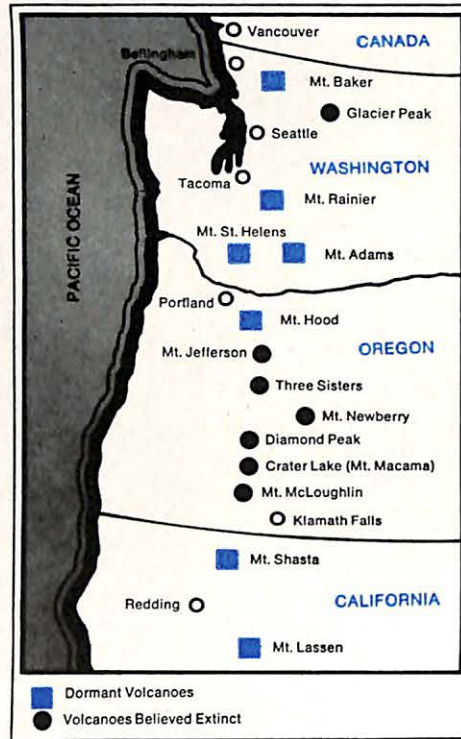 Vancouver
CANADA
Bellingham
Mt. Baker
Glacier Peak
Seattle
WASHINGTON
Tacoma
Mt. Rainier
Mt. St. Helens
Mt. Adams
PACIFIC OCEAN
Portland
Mt. Hood
Mt. Jefferson
OREGON
Three Sisters
Mt. Newberry
Diamond Peak
Crater Lake (Mt. Macama)
Mt. McLoughlin
Klamath Falls
Mt. Shasta
Redding
CALIFORNIA
Mt. Lassen
Dormant Volcanoes
Volcanoes Believed Extinct